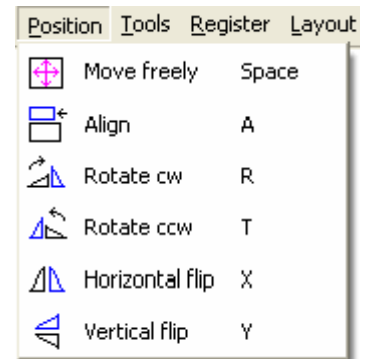 Position Tools Register Layout
Move freely Space
Align A
Rotate cw R
Rotate ccw T
Horizontal flip X
Vertical flip Y